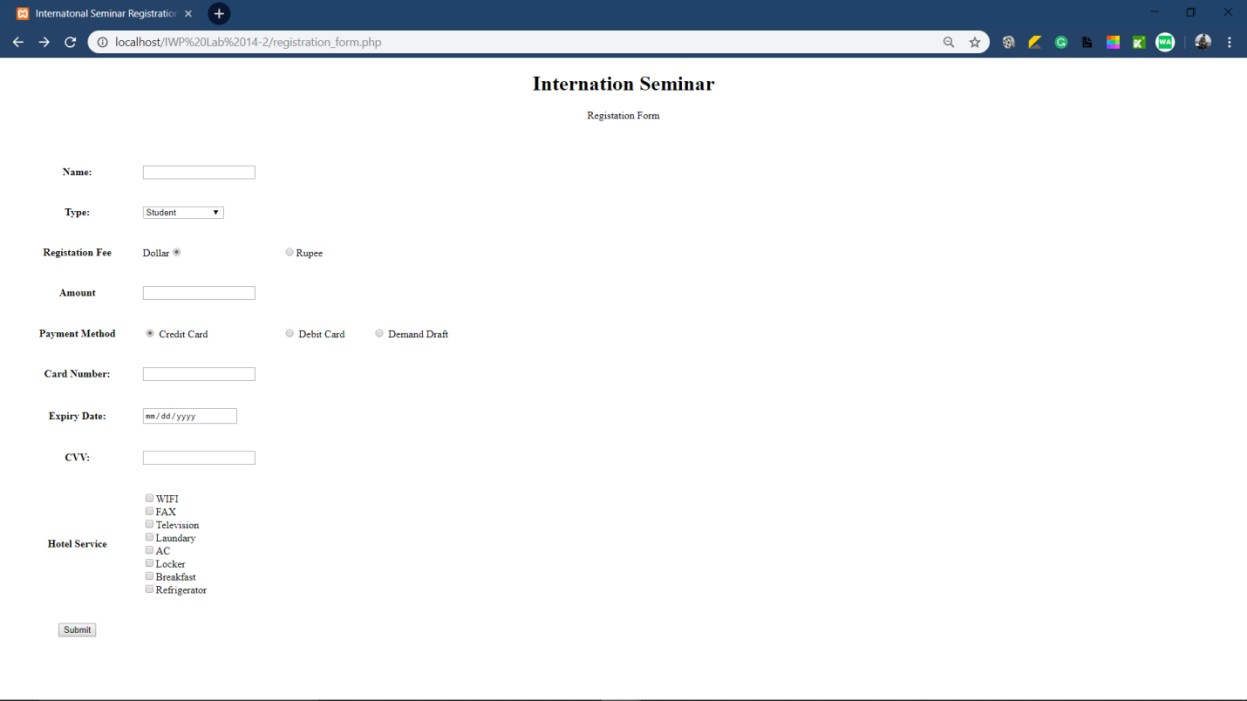 Internatonal Seminar Registration
localhost/IWP%20Lab%2014-2/registration_form.php
WA
Internation Seminar
Registation Form
Name:
Type: Student
Registation Fee Dollar Rupee
Amount
Payment Method Credit Card Debit Card Demand Draft
Card Number:
Expiry Date: mm/dd/yyyy
CVV:
WIFI
FAX
Television
Laundary
Hotel Service AC
Locker
Breakfast
Refrigerator
Submit